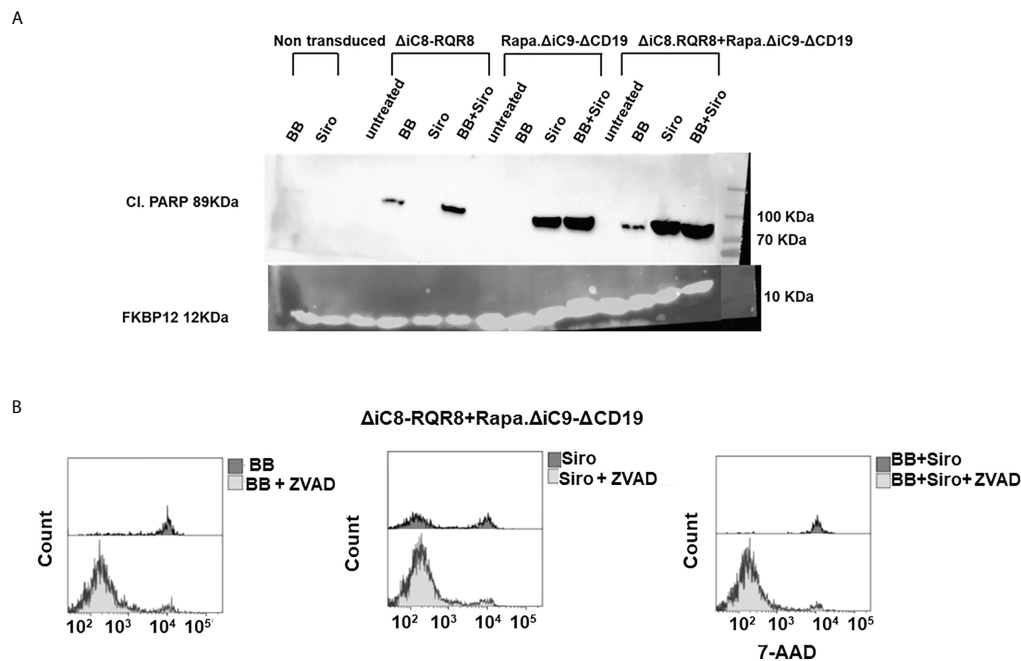 A
Non transduced ΔiC8-RQR8 Rapa.ΔiC9-ΔCD19 ΔiC8.RQR8+Rapa.ΔiC9-ΔCD19
BB Siro untreated BB Siro BB+Siro untreated BB Siro BB+Siro untreated BB Siro BB+Siro
Cl. PARP 89KDa
100 KDa
70 KDa
10 KDa
FKBP12 12KDa
B
ΔiC8-RQR8+Rapa.ΔiC9-ΔCD19
BB
BB + ZVAD
Siro
Siro + ZVAD
BB+Siro
BB+Siro+ ZVAD
Count Count Count
10² 10³ 10⁴ 10⁵ 10² 10³ 10⁴ 10⁵ 10² 10³ 10⁴ 10⁵
7-AAD